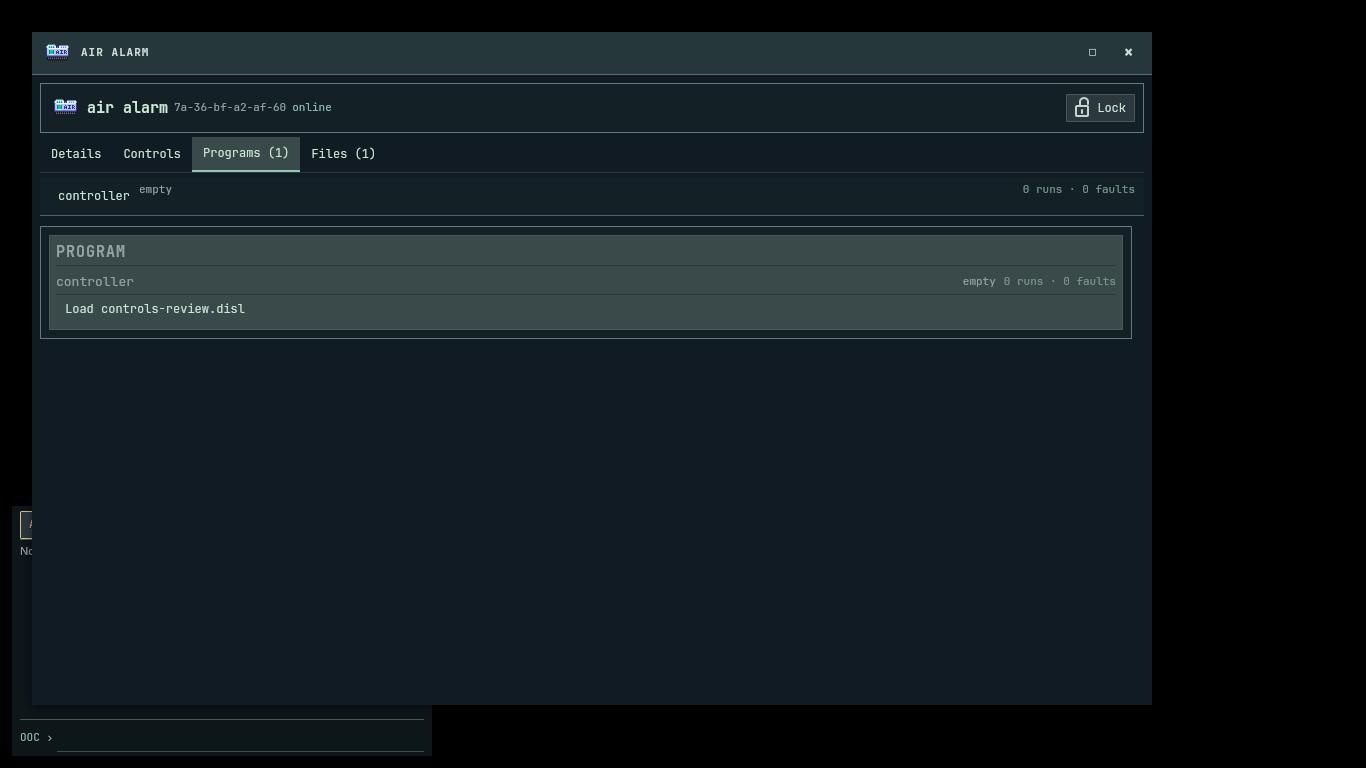 AIR ALARM
air alarm 7a-36-bf-a2-af-60 online
Lock
Details Controls Programs (1) Files (1)
controller empty 0 runs · 0 faults
PROGRAM
controller empty 0 runs · 0 faults
Load controls-review.disl
No
OOC ›